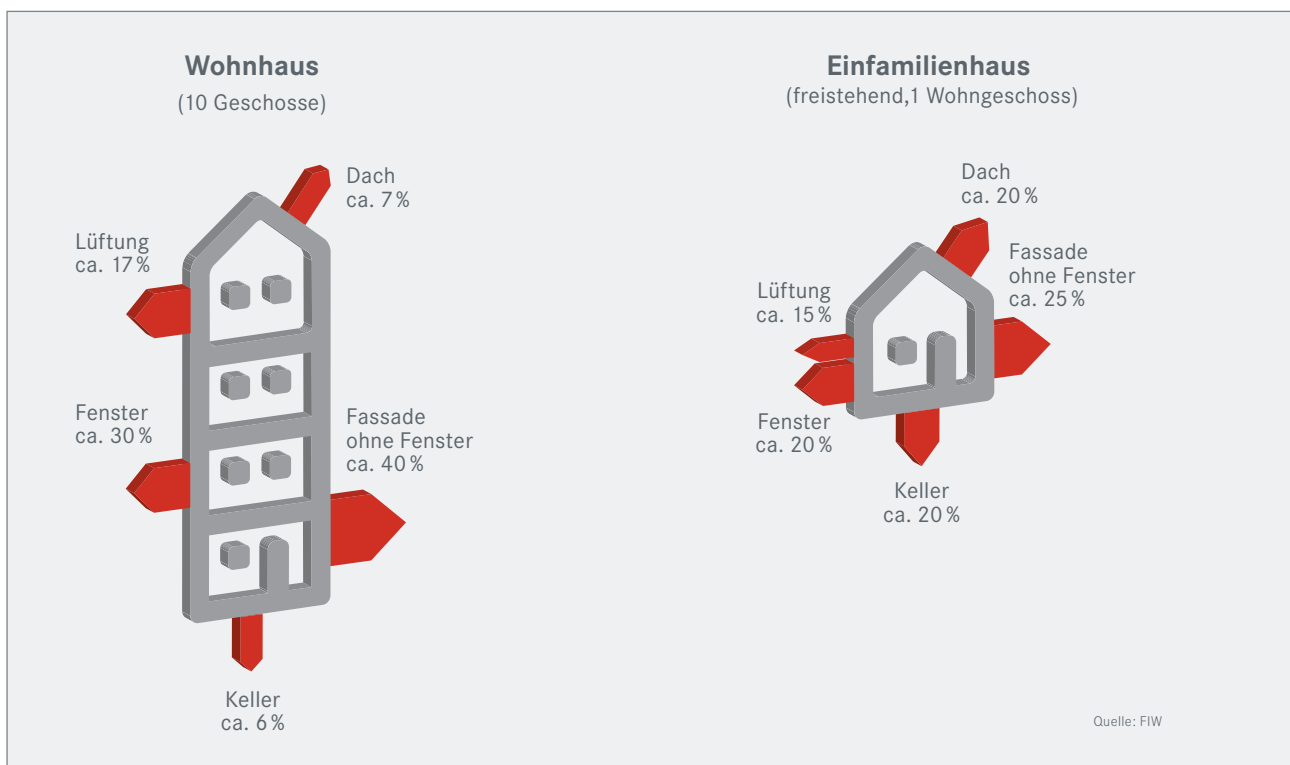 Wohnhaus
(10 Geschosse)
Dach
ca. 7 %
Lüftung
ca. 17 %
Fenster
ca. 30 %
Fassade
ohne Fenster
ca. 40 %
Keller
ca. 6 %
Einfamilienhaus
(freistehend,1 Wohngeschoss)
Dach
ca. 20 %
Fassade
ohne Fenster
ca. 25 %
Lüftung
ca. 15 %
Fenster
ca. 20 %
Keller
ca. 20 %
Quelle: FIW